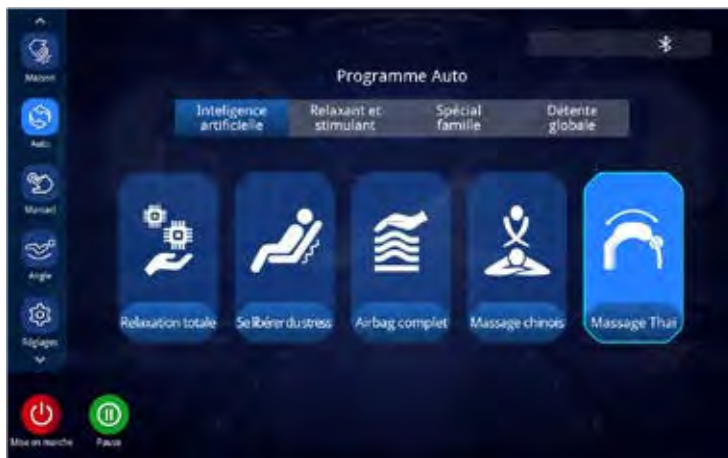 Maison
Programme Auto
Inteligence
artificielle
Relaxant et
stimulant
Spécial
famille
Détente
globale
Auto
Manuel
Angle
Réglages
Relaxation totale
Se libérer du stress
Airbag complet
Massage chinois
Massage Thaï
Mise en marche
Pause